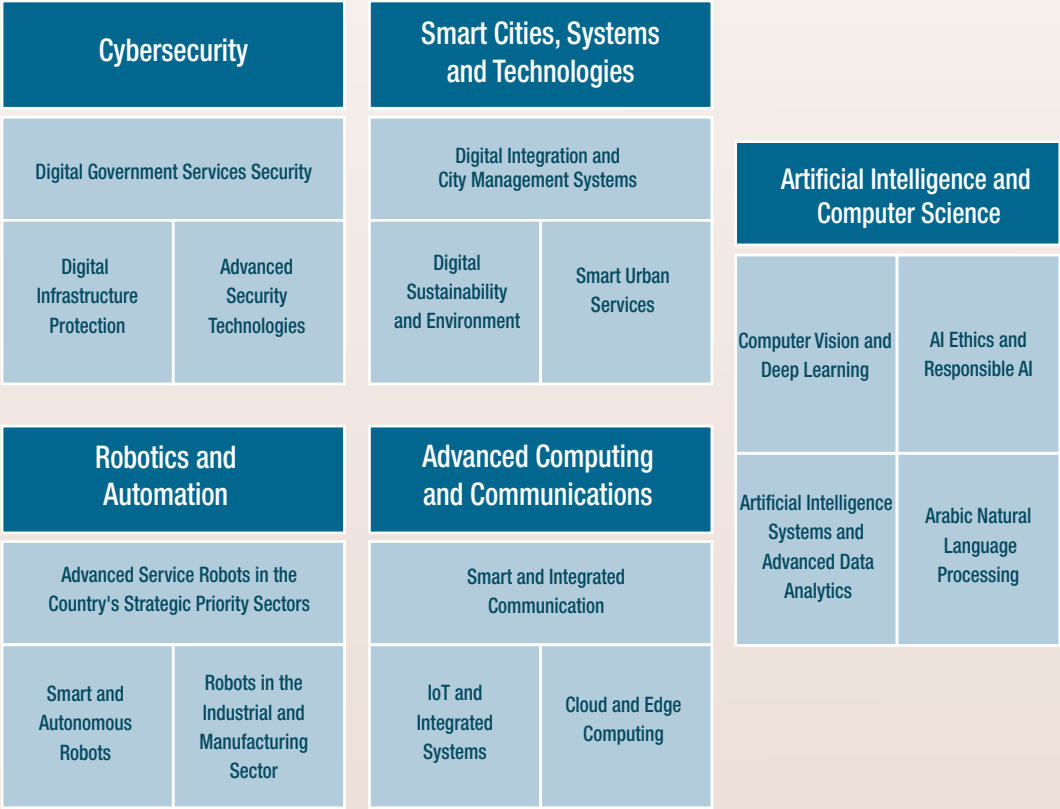 Cybersecurity
Digital Government Services Security
Digital
Infrastructure
Protection
Advanced
Security
Technologies
Smart Cities, Systems
and Technologies
Digital Integration and
City Management Systems
Digital
Sustainability
and Environment
Smart Urban
Services
Artificial Intelligence and
Computer Science
Computer Vision and
Deep Learning
AI Ethics and
Responsible AI
Artificial Intelligence
Systems and
Advanced Data
Analytics
Arabic Natural
Language
Processing
Robotics and
Automation
Advanced Service Robots in the
Country's Strategic Priority Sectors
Smart and
Autonomous
Robots
Robots in the
Industrial and
Manufacturing
Sector
Advanced Computing
and Communications
Smart and Integrated
Communication
IoT and
Integrated
Systems
Cloud and Edge
Computing